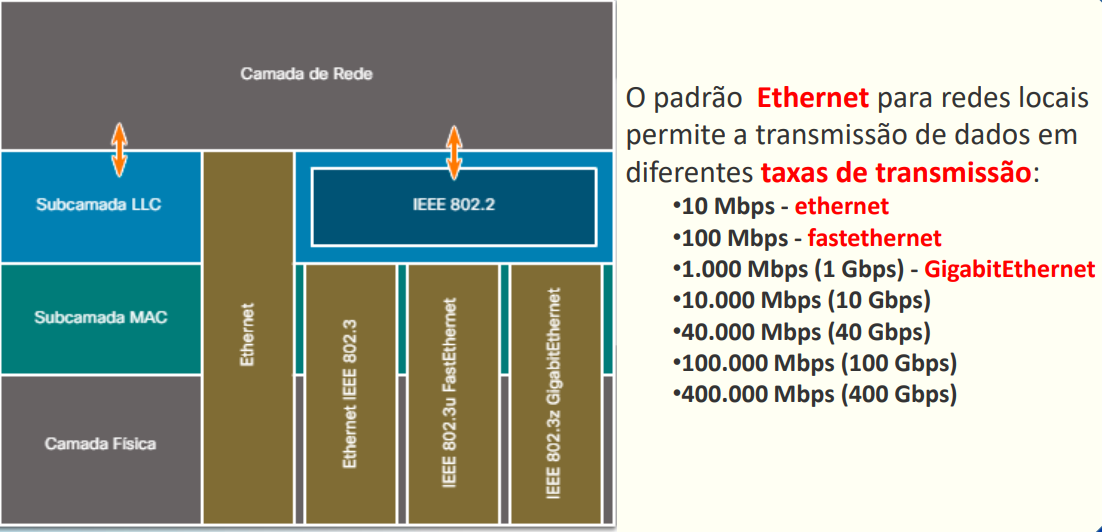 Camada de Rede
Subcamada LLC
IEEE 802.2
Subcamada MAC
Camada Física
Ethernet
Ethernet IEEE 802.3
IEEE 802.3u FastEthernet
IEEE 802.3z GigabitEthernet
O padrão Ethernet para redes locais
permite a transmissão de dados em
diferentes taxas de transmissão:
•10 Mbps - ethernet
•100 Mbps - fastethernet
•1.000 Mbps (1 Gbps) - GigabitEthernet
•10.000 Mbps (10 Gbps)
•40.000 Mbps (40 Gbps)
•100.000 Mbps (100 Gbps)
•400.000 Mbps (400 Gbps)